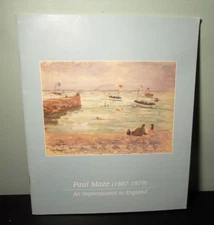 Paul Maze (1887-1979)
An Impressionist in England